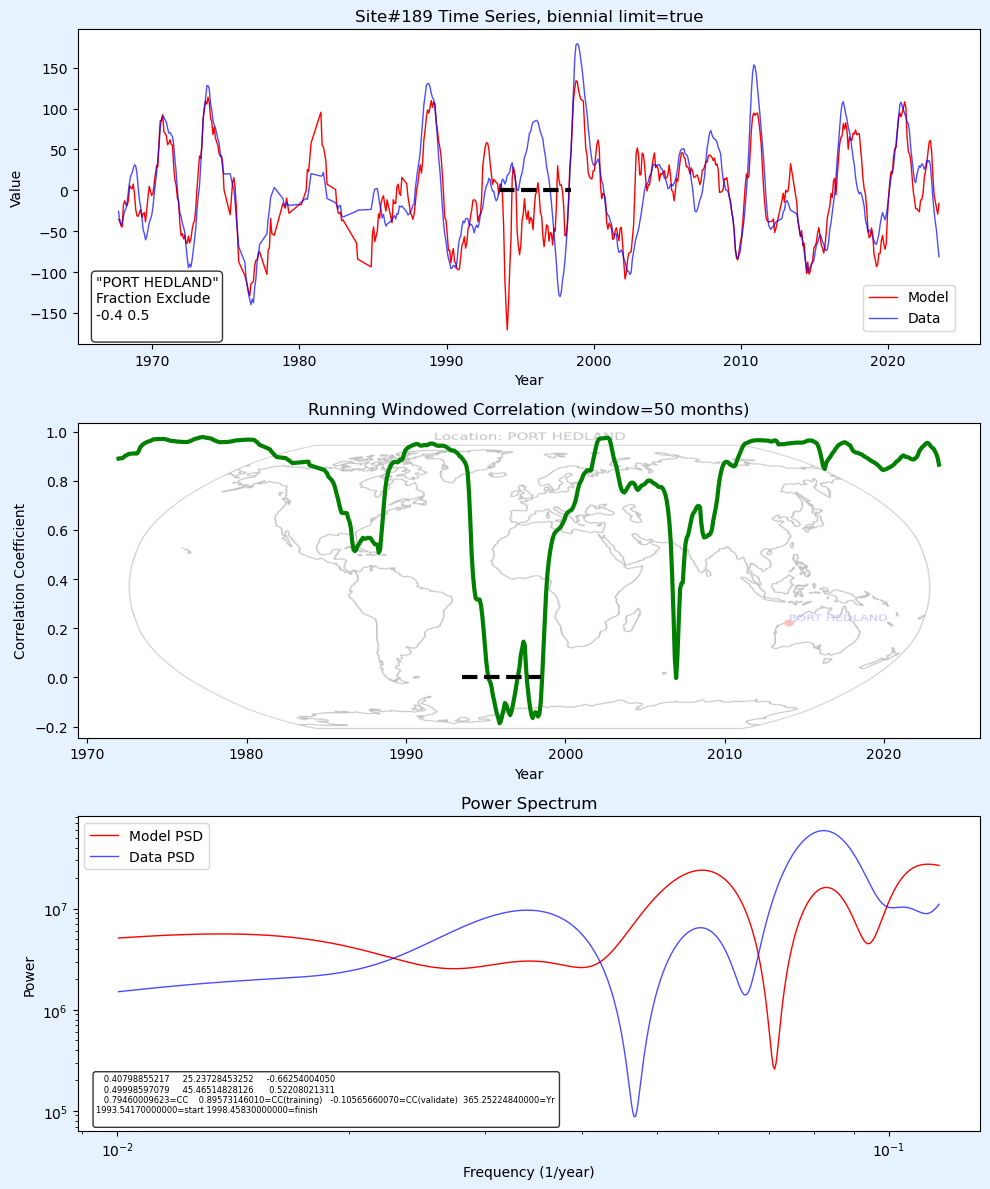 Site#189 Time Series, biennial limit=true
Value
150
100
50
0
−50
−100
−150
"PORT HEDLAND"
Fraction Exclude
-0.4 0.5
Model
Data
1970 1980 1990 2000 2010 2020
Year
Running Windowed Correlation (window=50 months)
Location: PORT HEDLAND
Correlation Coefficient
1.0
0.8
0.6
0.4
0.2
0.0
−0.2
PORT HEDLAND
1970 1980 1990 2000 2010 2020
Year
Power Spectrum
Model PSD
Data PSD
Power
10⁷
10⁶
10⁵
0.40798855217 25.23728453252 -0.66254004050
0.49998597079 45.46514828126 0.52208021311
0.79460009623=CC 0.89573146010=CC(training) -0.10565660070=CC(validate) 365.25224840000=Yr
1993.54170000000=start 1998.45830000000=finish
10⁻² 10⁻¹
Frequency (1/year)